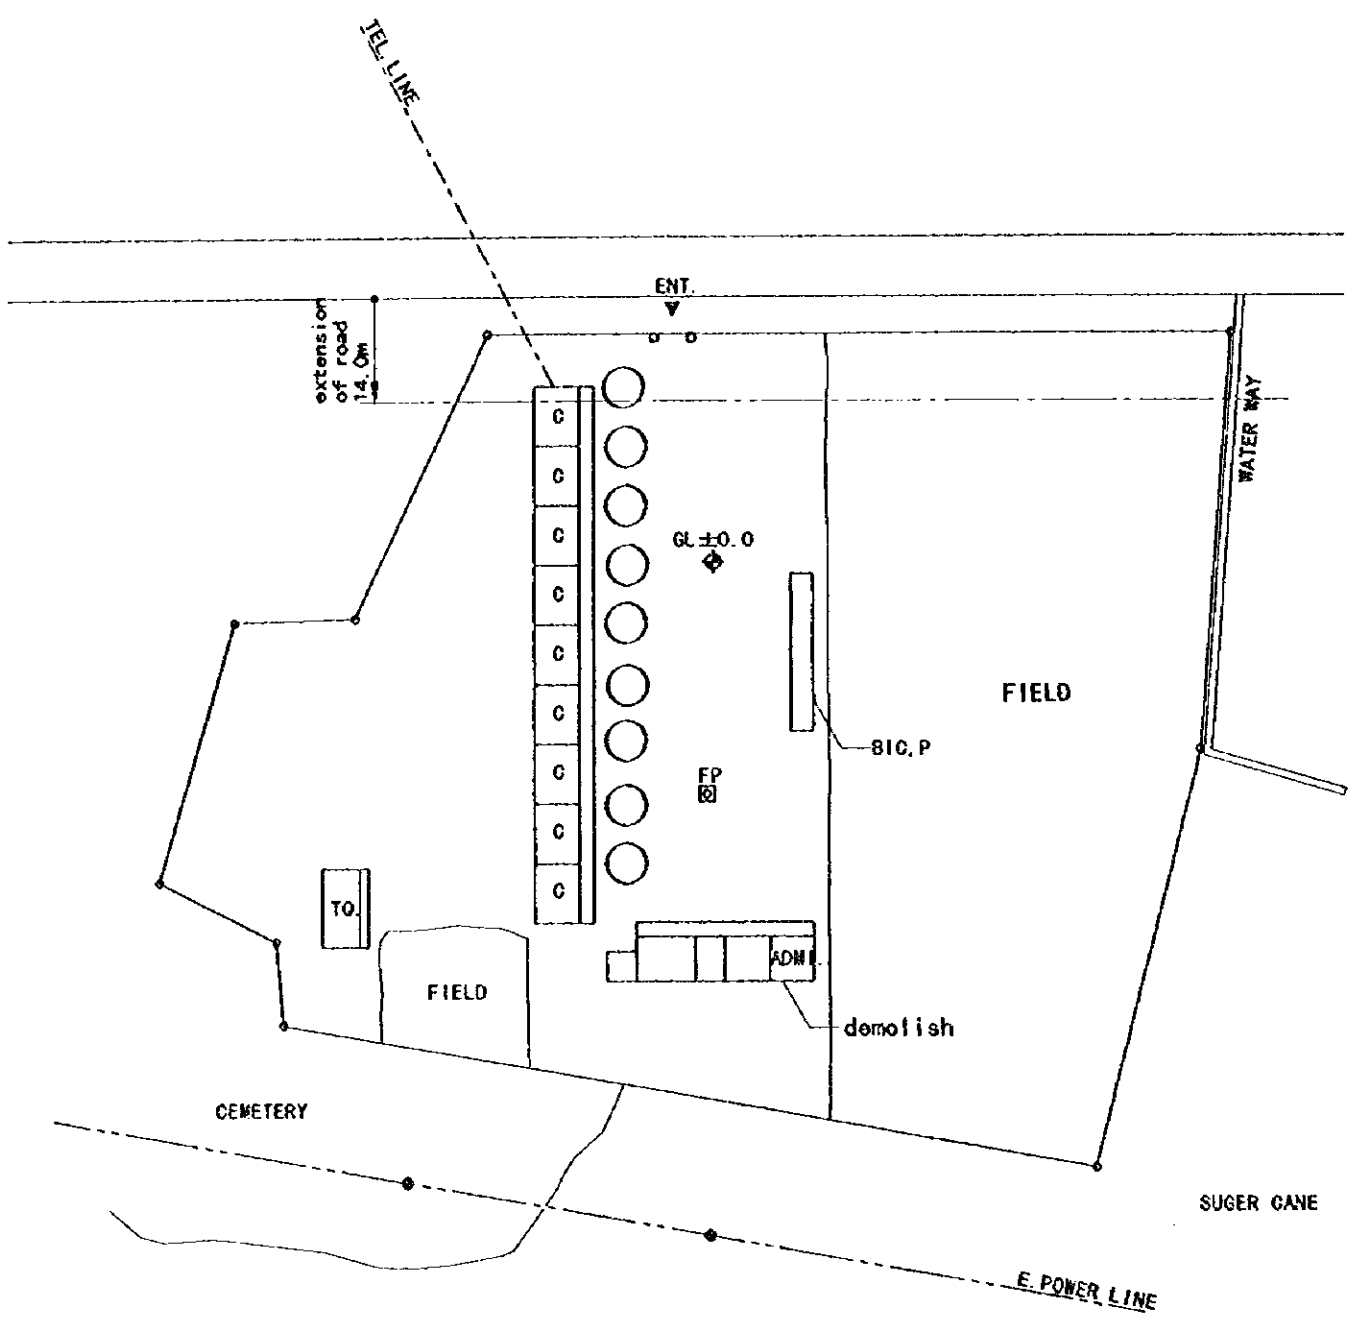 TEL. LINE
ENT.
extension
of road
14.0m
WATER WAY
C
C
GL±0.0
C
C
C
FIELD
C
BIC.P
C
FP
C
C
TO.
ADMI.
FIELD
demolish
CEMETERY
SUGER CANE
E. POWER LINE